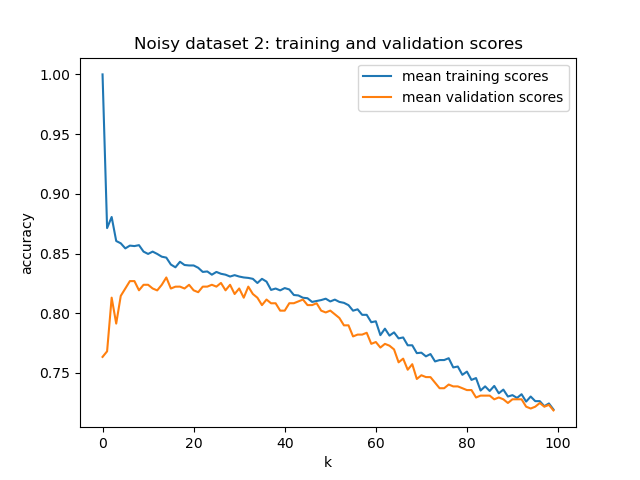 Noisy dataset 2: training and validation scores
mean training scores
mean validation scores
1.00
0.95
0.90
0.85
0.80
0.75
accuracy
0 20 40 60 80 100
k